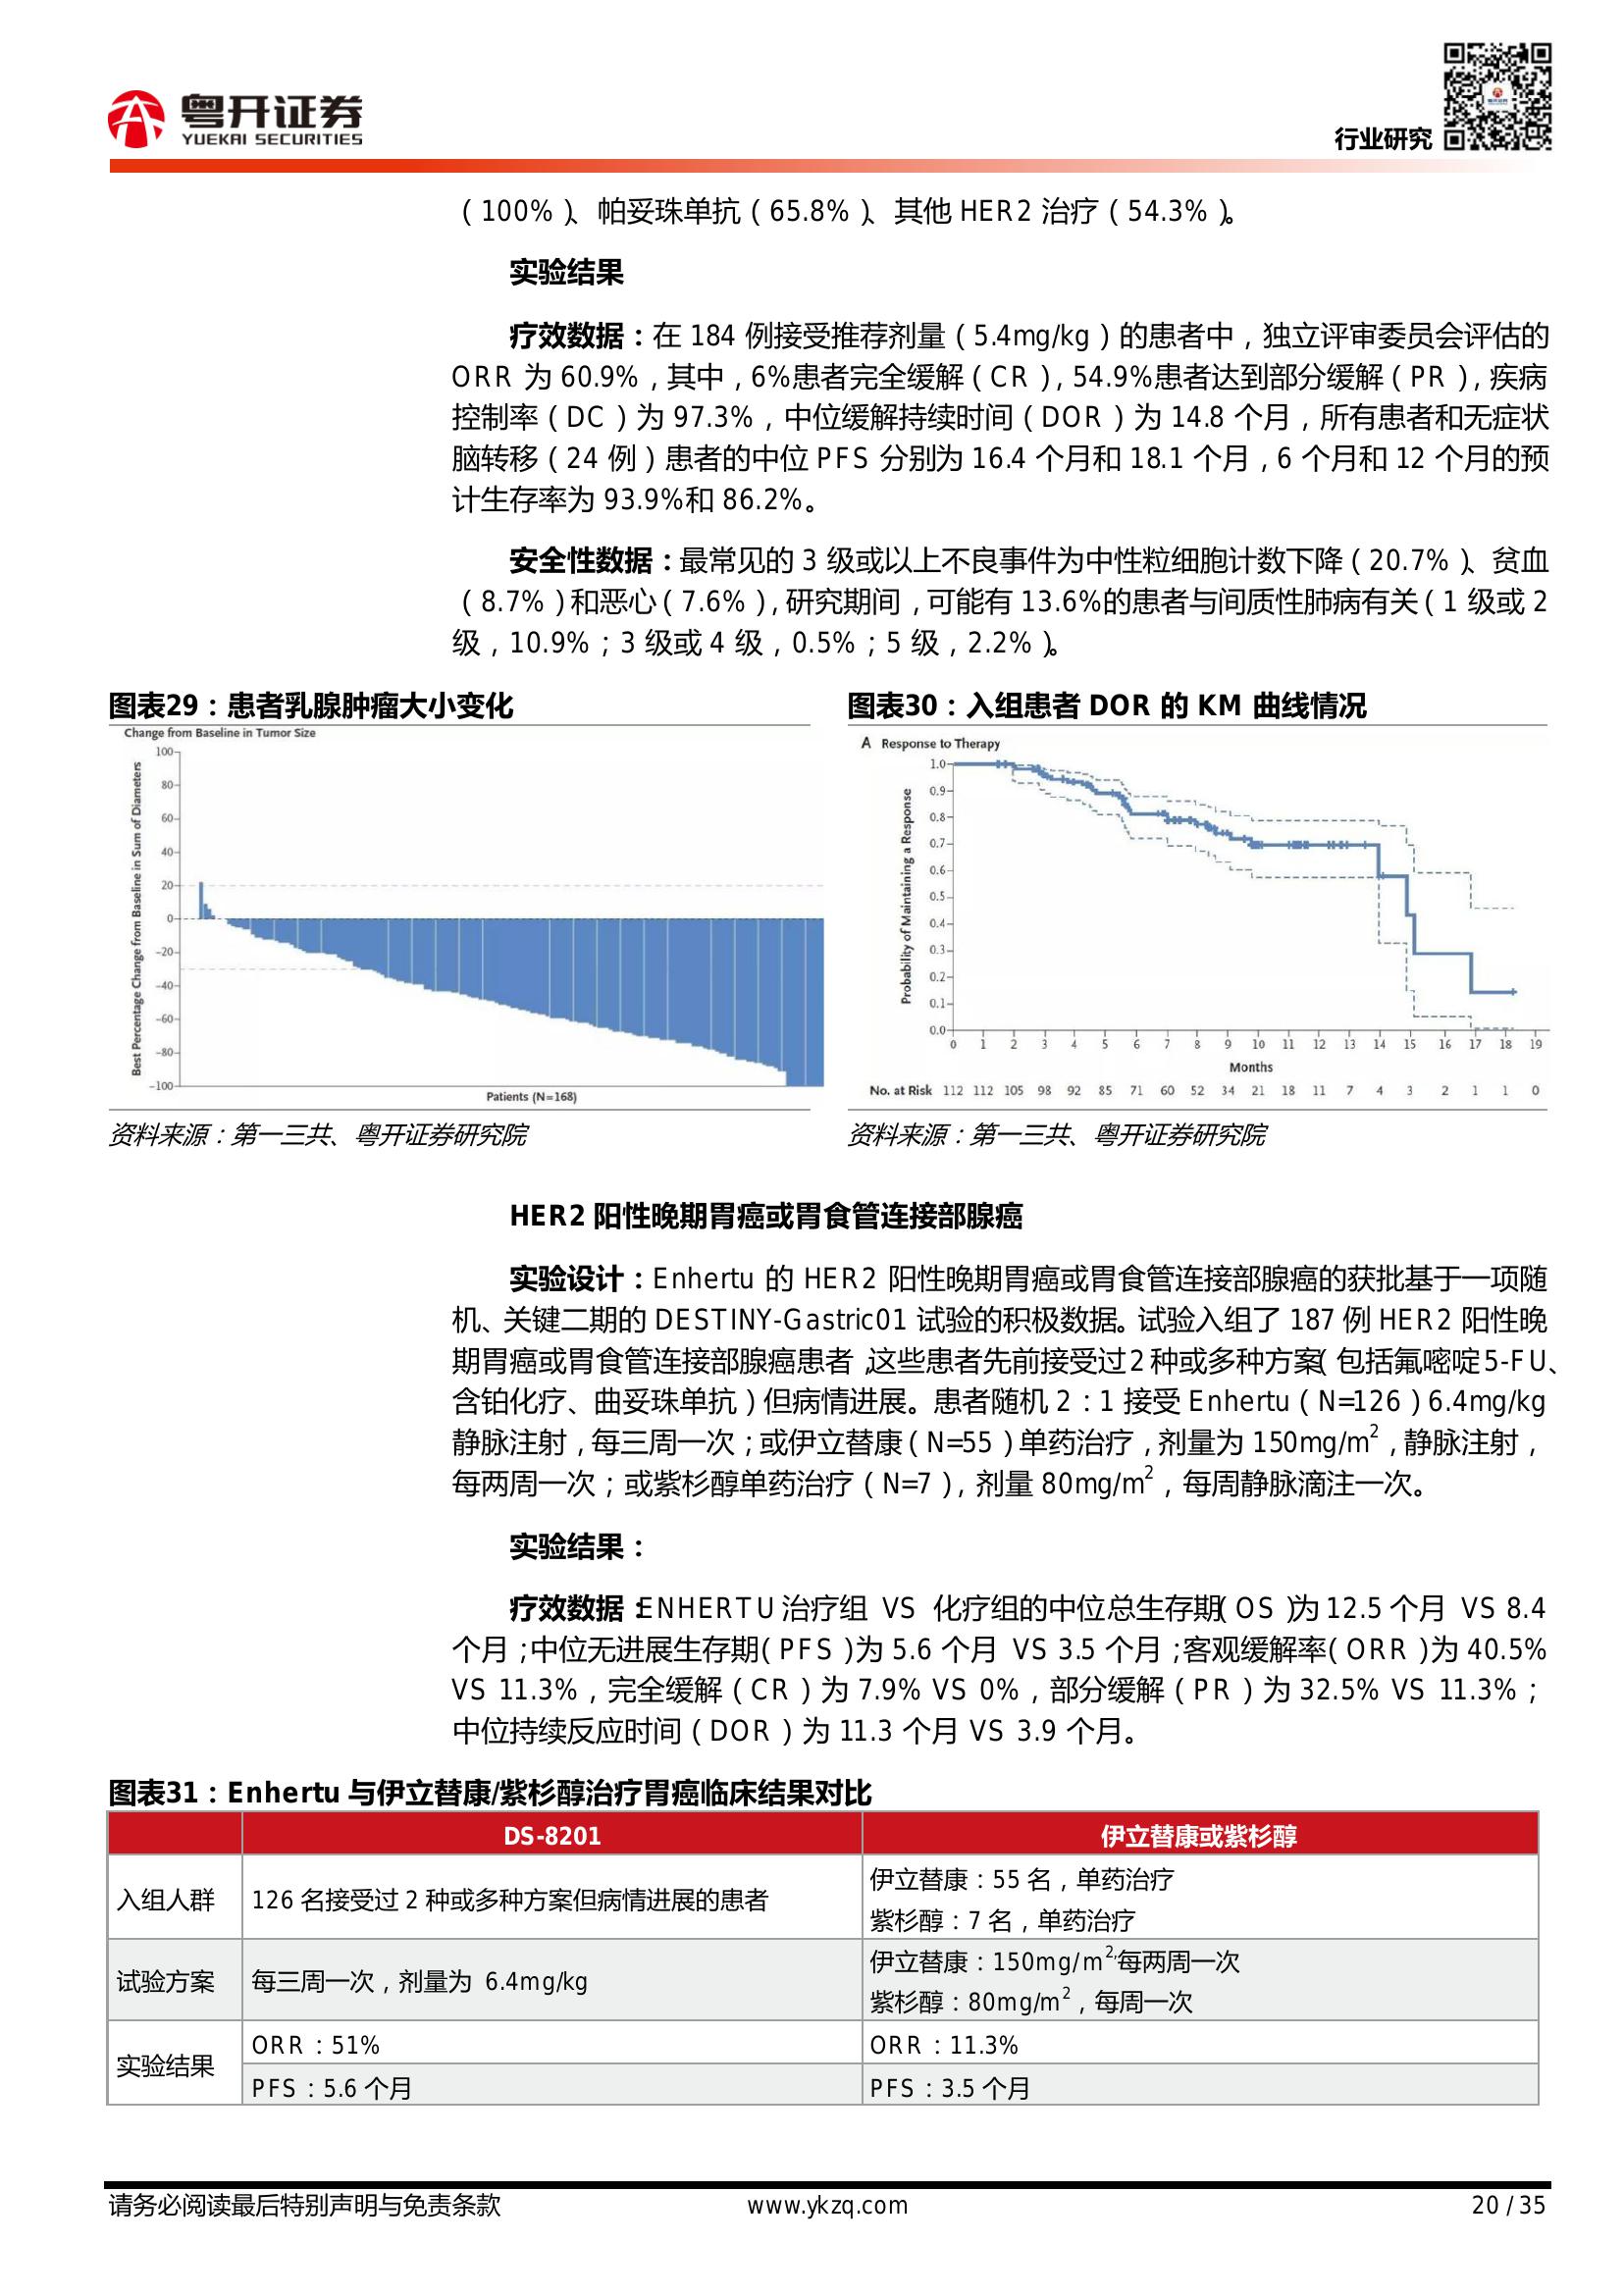 粤开证券
YUEKAI SECURITIES
行业研究
（100%）、帕妥珠单抗（65.8%）、其他 HER2 治疗（54.3%）。
实验结果
疗效数据：在 184 例接受推荐剂量（5.4mg/kg）的患者中，独立评审委员会评估的
ORR 为 60.9%，其中，6%患者完全缓解（CR），54.9%患者达到部分缓解（PR），疾病
控制率（DC）为 97.3%，中位缓解持续时间（DOR）为 14.8 个月，所有患者和无症状
脑转移（24 例）患者的中位 PFS 分别为 16.4 个月和 18.1 个月，6 个月和 12 个月的预
计生存率为 93.9%和 86.2%。
安全性数据：最常见的 3 级或以上不良事件为中性粒细胞计数下降（20.7%）、贫血
（8.7%）和恶心（7.6%），研究期间，可能有 13.6%的患者与间质性肺病有关（1 级或 2
级，10.9%；3 级或 4 级，0.5%；5 级，2.2%）。
图表29：患者乳腺肿瘤大小变化
Change from Baseline in Tumor Size
Best Percentage Change from Baseline in Sum of Diameters
100
80
60
40
20
0
−20
−40
−60
−80
−100
Patients (N=168)
资料来源：第一三共、粤开证券研究院
图表30：入组患者 DOR 的 KM 曲线情况
A Response to Therapy
Probability of Maintaining a Response
1.0
0.9
0.8
0.7
0.6
0.5
0.4
0.3
0.2
0.1
0.0
0 1 2 3 4 5 6 7 8 9 10 11 12 13 14 15 16 17 18 19
Months
No. at Risk 112 112 105 98 92 85 71 60 52 34 21 18 11 7 4 3 2 1 1 0
资料来源：第一三共、粤开证券研究院
HER2 阳性晚期胃癌或胃食管连接部腺癌
实验设计：Enhertu 的 HER2 阳性晚期胃癌或胃食管连接部腺癌的获批基于一项随
机、关键二期的 DESTINY-Gastric01 试验的积极数据。试验入组了 187 例 HER2 阳性晚
期胃癌或胃食管连接部腺癌患者，这些患者先前接受过 2 种或多种方案（包括氟嘧啶 5-FU、
含铂化疗、曲妥珠单抗）但病情进展。患者随机 2：1 接受 Enhertu（N=126）6.4mg/kg
静脉注射，每三周一次；或伊立替康（N=55）单药治疗，剂量为 150mg/m²，静脉注射，
每两周一次；或紫杉醇单药治疗（N=7），剂量 80mg/m²，每周静脉滴注一次。
实验结果：
疗效数据：ENHERTU 治疗组 VS 化疗组的中位总生存期（OS）为 12.5 个月 VS 8.4
个月；中位无进展生存期（PFS）为 5.6 个月 VS 3.5 个月；客观缓解率（ORR）为 40.5%
VS 11.3%，完全缓解（CR）为 7.9% VS 0%，部分缓解（PR）为 32.5% VS 11.3%；
中位持续反应时间（DOR）为 11.3 个月 VS 3.9 个月。
图表31：Enhertu 与伊立替康/紫杉醇治疗胃癌临床结果对比
DS-8201 伊立替康或紫杉醇
入组人群 126 名接受过 2 种或多种方案但病情进展的患者
伊立替康：55 名，单药治疗
紫杉醇：7 名，单药治疗
试验方案 每三周一次，剂量为 6.4mg/kg
伊立替康：150mg/m²,每两周一次
紫杉醇：80mg/m²，每周一次
实验结果
ORR：51% ORR：11.3%
PFS：5.6 个月 PFS：3.5 个月
请务必阅读最后特别声明与免责条款 www.ykzq.com 20 / 35